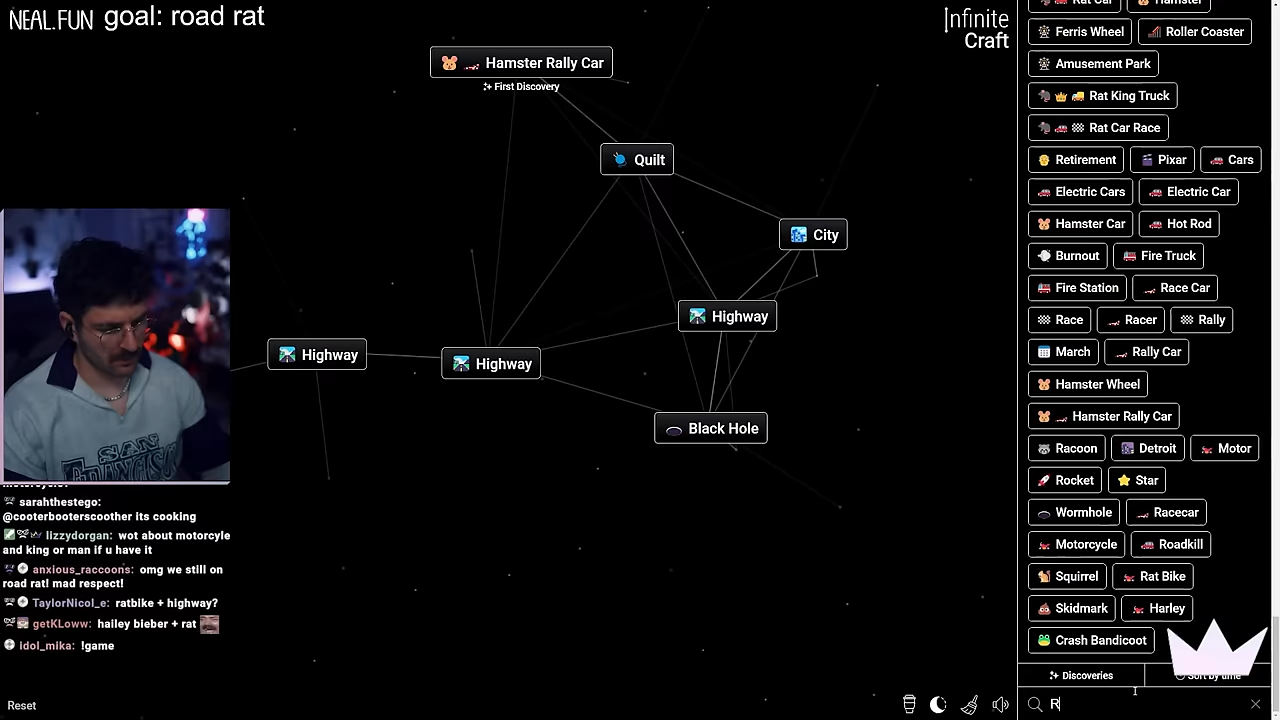 NEAL.FUN goal: road rat
Infinite
Craft
Hamster Rally Car
First Discovery
Quilt
City
Highway
Highway
Highway
Black Hole
SAN
sarahthestego:
@cooterbooterscoother its cooking
lizzydorgan: wot about motorcyle
and king or man if u have it
anxious_raccoons: omg we still on
road rat! mad respect!
TaylorNicol_e: ratbike + highway?
getKLoww: hailey bieber + rat
idol_mika: !game
Reset
Rat Car Hamster
Ferris Wheel Roller Coaster
Amusement Park
Rat King Truck
Rat Car Race
Retirement Pixar Cars
Electric Cars Electric Car
Hamster Car Hot Rod
Burnout Fire Truck
Fire Station Race Car
Race Racer Rally
March Rally Car
Hamster Wheel
Hamster Rally Car
Racoon Detroit Motor
Rocket Star
Wormhole Racecar
Motorcycle Roadkill
Squirrel Rat Bike
Skidmark Harley
Crash Bandicoot
Discoveries Sort by time
R